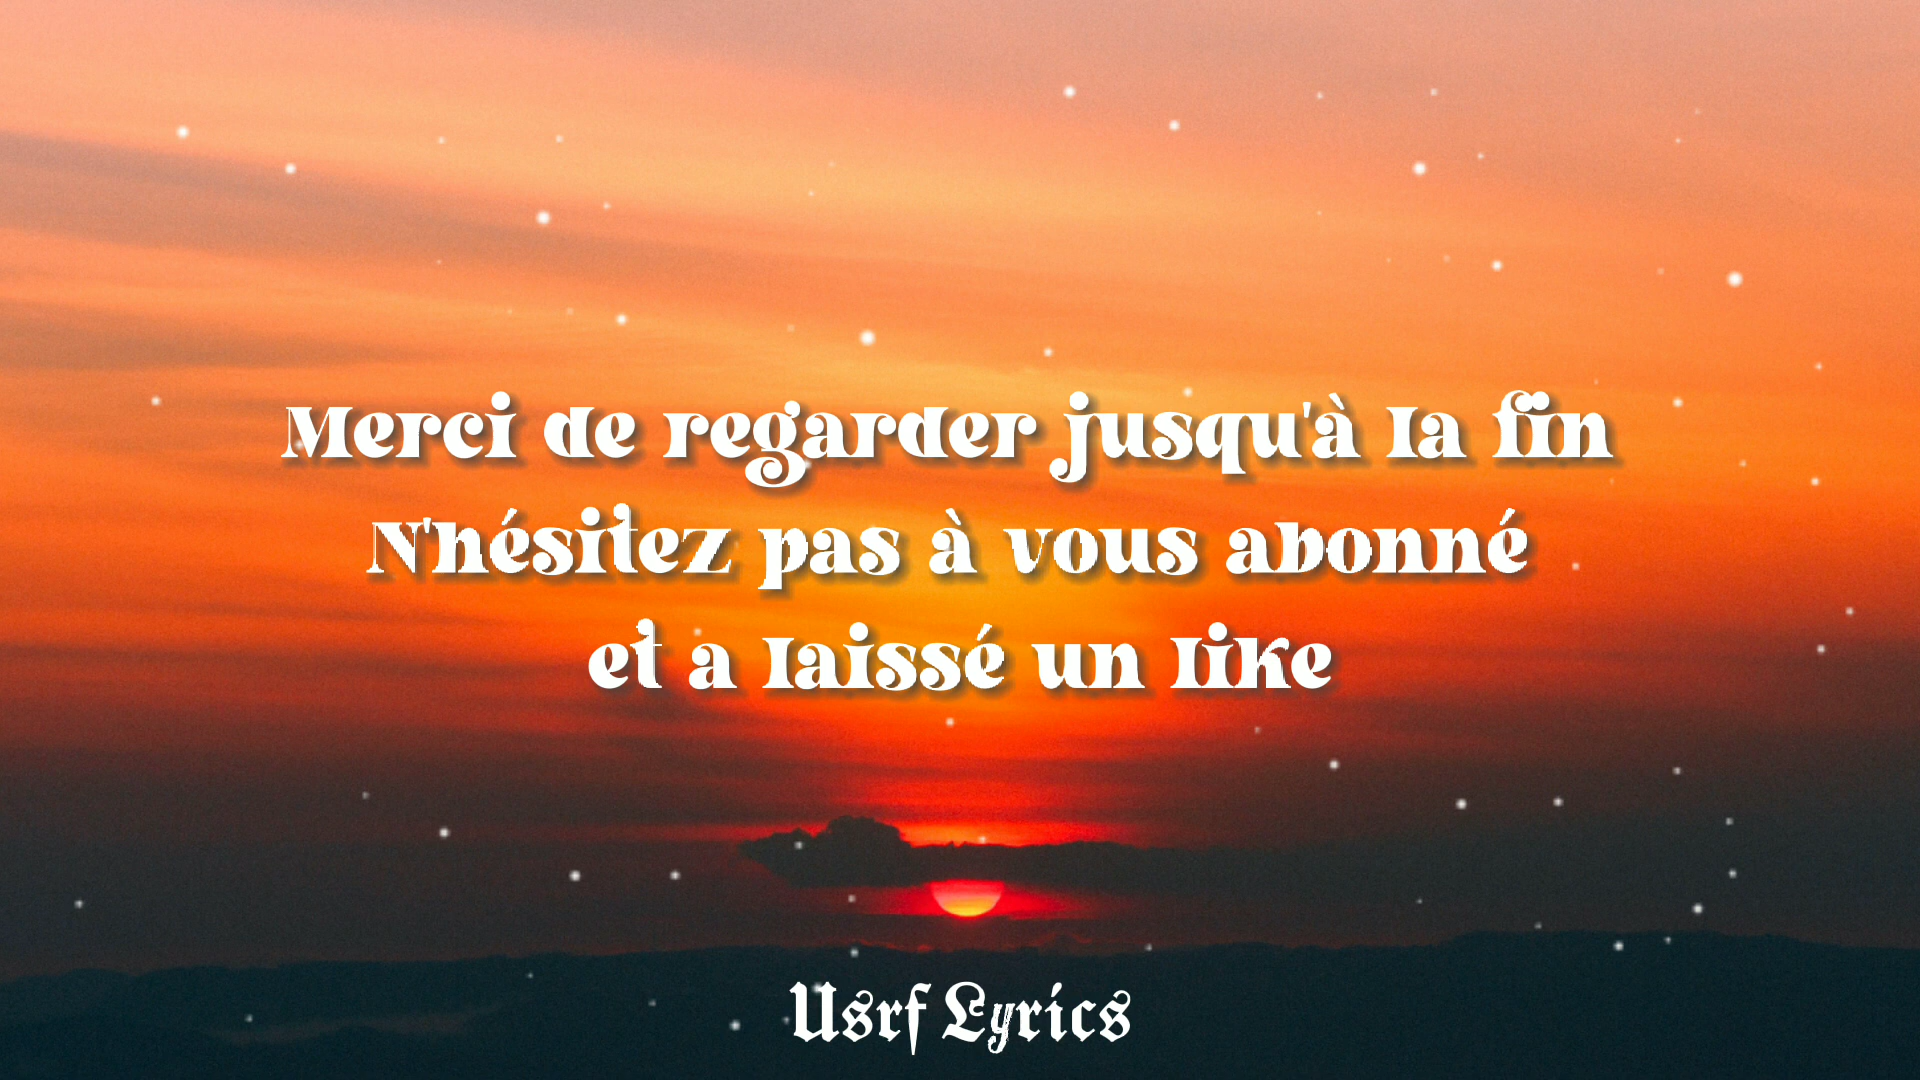 Merci de regarder jusqu'à la fin
N'hésitez pas à vous abonné
et a laissé un like
Usrf Lyrics